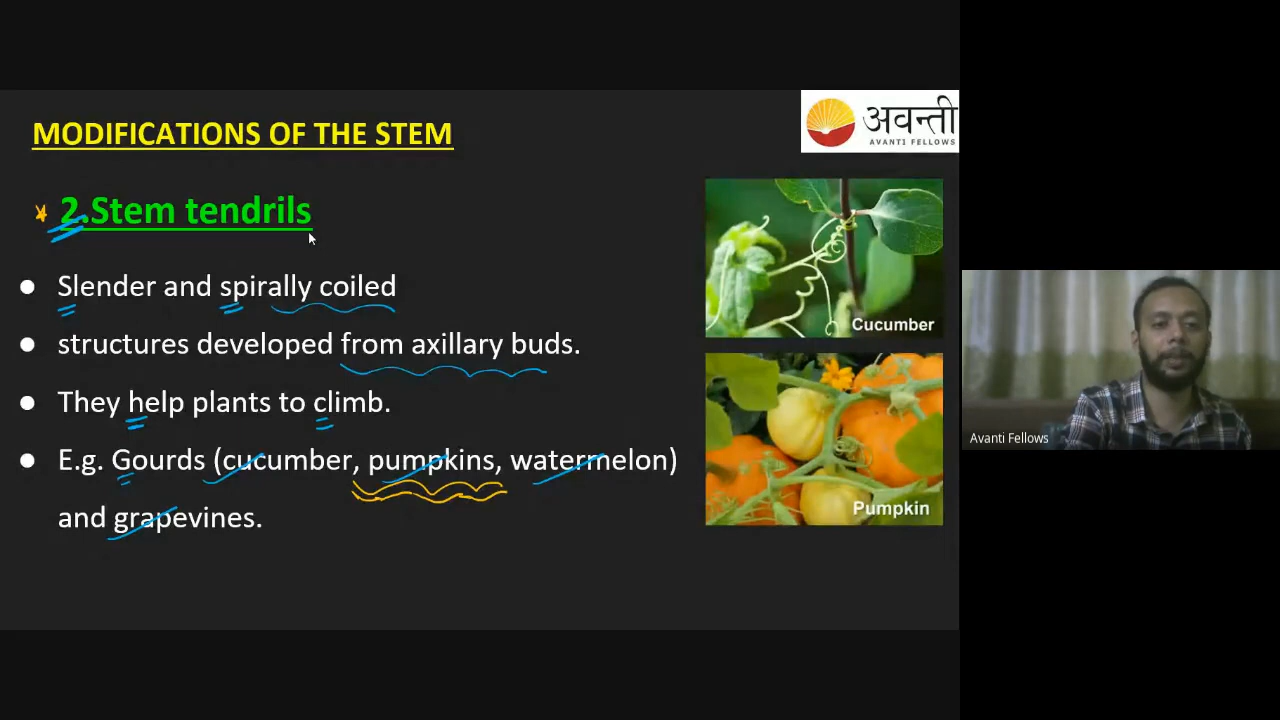 MODIFICATIONS OF THE STEM
अवन्ती
AVANTI FELLOWS
2.Stem tendrils
● Slender and spirally coiled
● structures developed from axillary buds.
● They help plants to climb.
● E.g. Gourds (cucumber, pumpkins, watermelon)
and grapevines.
Cucumber
Pumpkin
Avanti Fellows